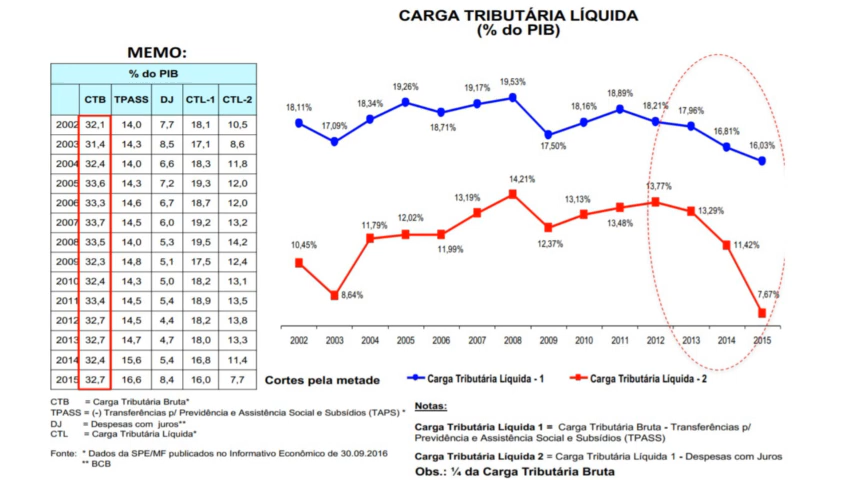 CARGA TRIBUTÁRIA LÍQUIDA
(% do PIB)
MEMO:
% do PIB
CTB TPASS DJ CTL-1 CTL-2
2002 32,1 14,0 7,7 18,1 10,5
2003 31,4 14,3 8,5 17,1 8,6
2004 32,4 14,0 6,6 18,3 11,8
2005 33,6 14,3 7,2 19,3 12,0
2006 33,3 14,6 6,7 18,7 12,0
2007 33,7 14,5 6,0 19,2 13,2
2008 33,5 14,0 5,3 19,5 14,2
2009 32,3 14,8 5,1 17,5 12,4
2010 32,4 14,3 5,0 18,2 13,1
2011 33,4 14,5 5,4 18,9 13,5
2012 32,7 14,5 4,4 18,2 13,8
2013 32,7 14,7 4,7 18,0 13,3
2014 32,4 15,6 5,4 16,8 11,4
2015 32,7 16,6 8,4 16,0 7,7
CTB = Carga Tributária Bruta*
TPASS = (-) Transferências p/ Previdência e Assistência Social e Subsídios (TAPS) *
DJ = Despesas com juros**
CTL = Carga Tributária Líquida*
Fonte: * Dados da SPE/MF publicados no Informativo Econômico de 30.09.2016
** BCB
18,11% 17,09% 18,34% 19,26% 18,71% 19,17% 19,53% 17,50% 18,16% 18,89% 18,21% 17,96% 16,81% 16,03%
10,45% 8,64% 11,79% 12,02% 11,99% 13,19% 14,21% 12,37% 13,13% 13,48% 13,77% 13,29% 11,42% 7,67%
2002 2003 2004 2005 2006 2007 2008 2009 2010 2011 2012 2013 2014 2015
Cortes pela metade
Carga Tributária Líquida - 1 Carga Tributária Líquida - 2
Notas:
Carga Tributária Líquida 1 = Carga Tributária Bruta - Transferências p/
Previdência e Assistência Social e Subsídios (TPASS)
Carga Tributária Líquida 2 = Carga Tributária Líquida 1 - Despesas com Juros
Obs.: ¼ da Carga Tributária Bruta